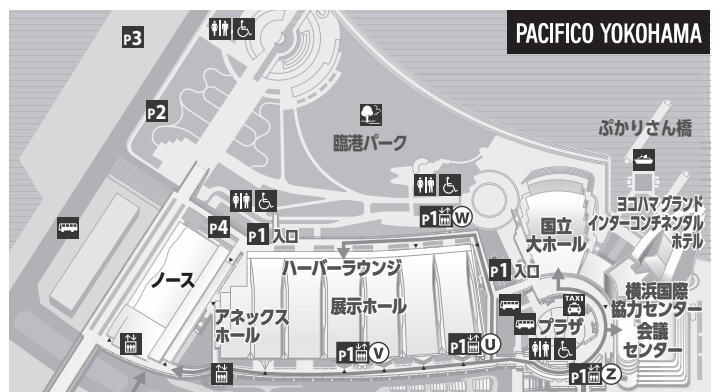 PACIFICO YOKOHAMA
P3
P2
臨港パーク
ぷかりさん橋
ヨコハマ グランド
インターコンチネンタル
ホテル
P1 W
P4
P1 入口
国立
大ホール
ハーバーラウンジ
P1 入口
ノース
展示ホール
アネックス
ホール
TAXI
プラザ
横浜国際
協力センター
会議
センター
P1 V
P1 U
P1 Z